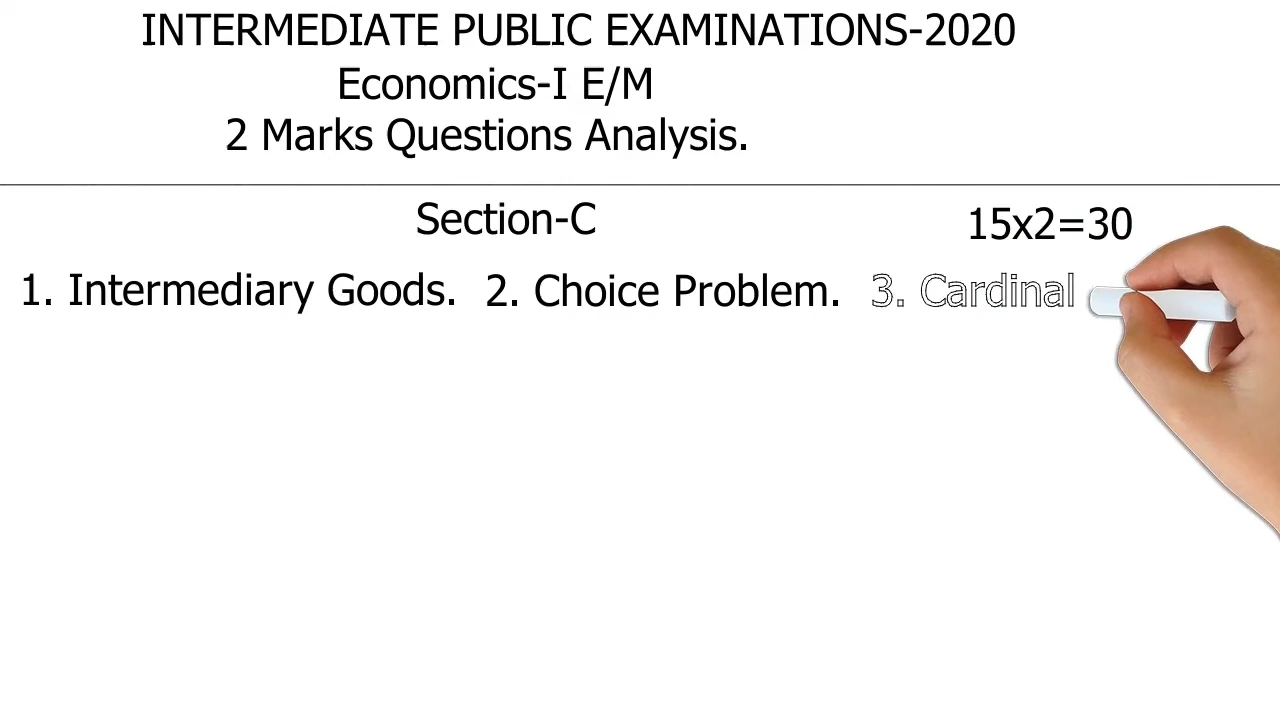 INTERMEDIATE PUBLIC EXAMINATIONS-2020
Economics-I E/M
2 Marks Questions Analysis.
Section-C 15x2=30
1. Intermediary Goods. 2. Choice Problem. 3. Cardinal